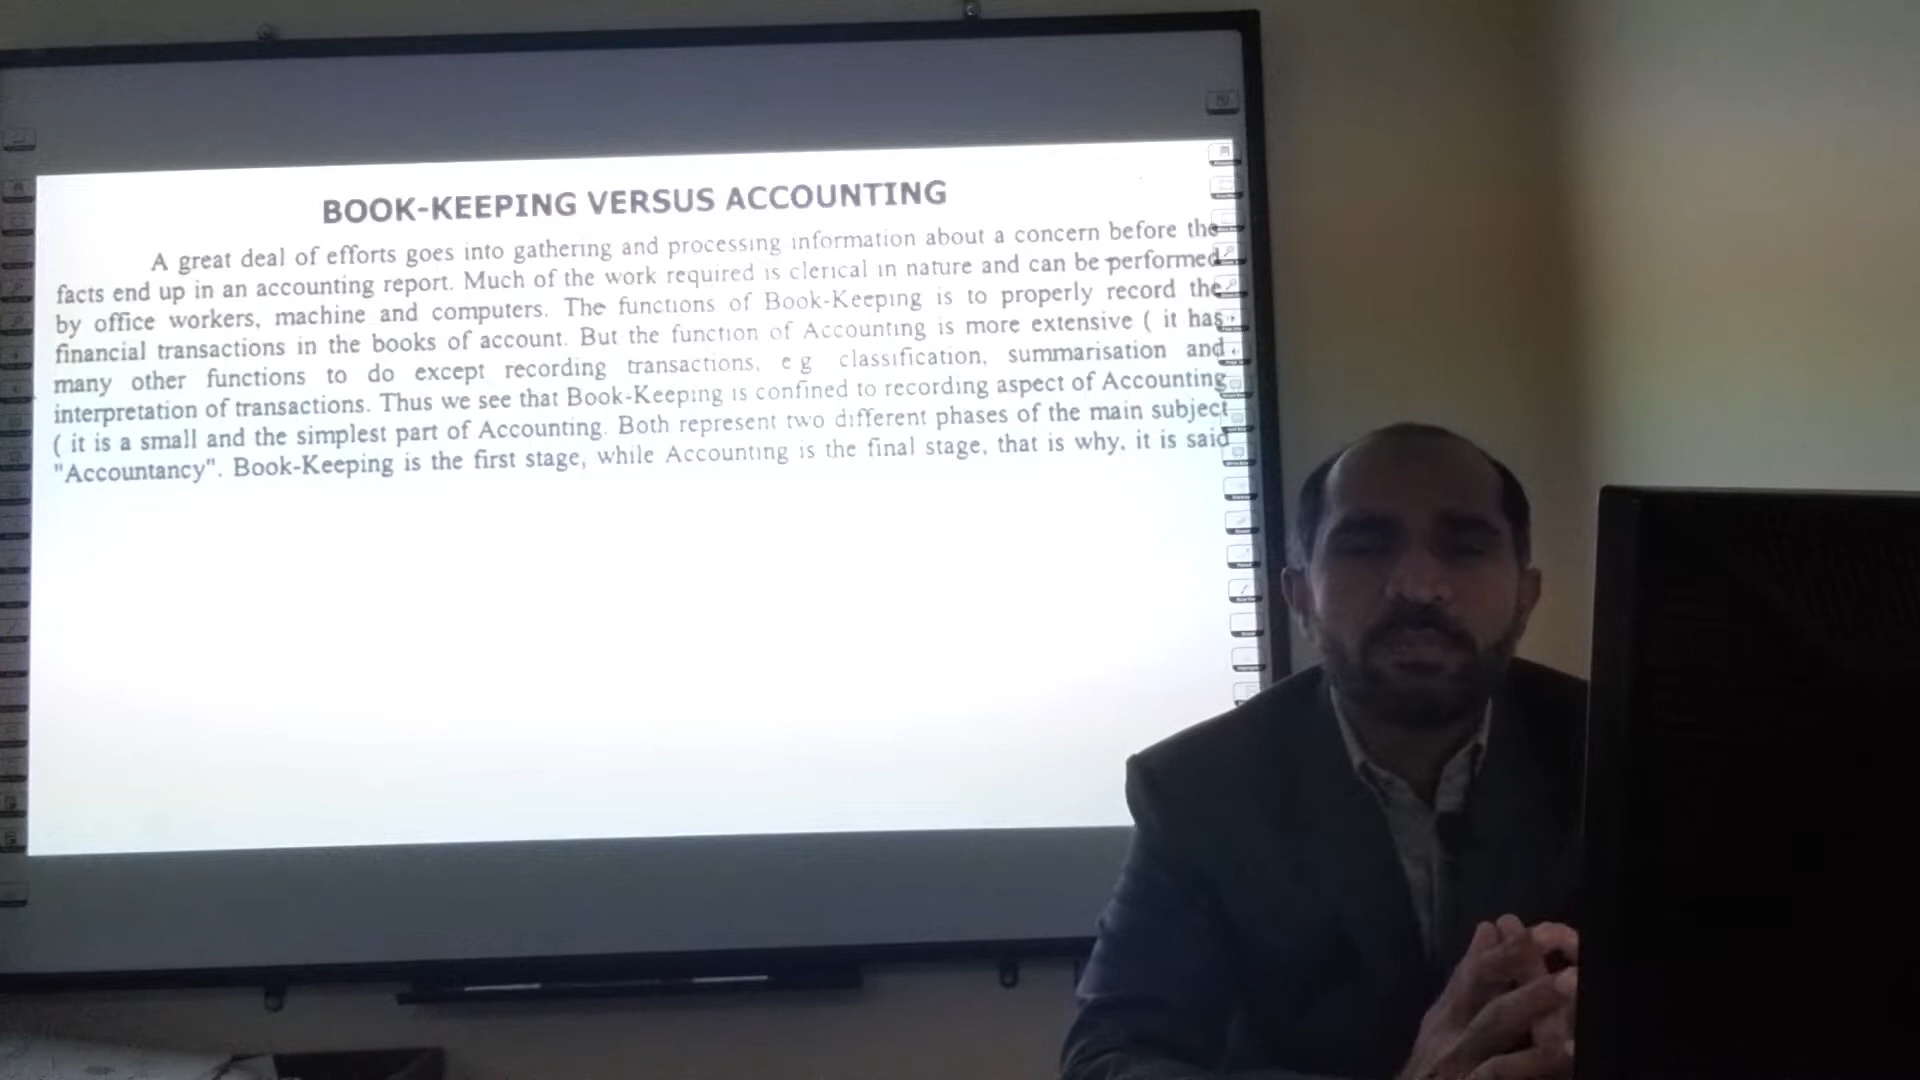 BOOK-KEEPING VERSUS ACCOUNTING
A great deal of efforts goes into gathering and processing information about a concern before the
facts end up in an accounting report. Much of the work required is clerical in nature and can be performed
by office workers, machine and computers. The functions of Book-Keeping is to properly record the
financial transactions in the books of account. But the function of Accounting is more extensive ( it has
many other functions to do except recording transactions, e g classification, summarisation and
interpretation of transactions. Thus we see that Book-Keeping is confined to recording aspect of Accounting
( it is a small and the simplest part of Accounting. Both represent two different phases of the main subject
"Accountancy". Book-Keeping is the first stage, while Accounting is the final stage, that is why, it is said